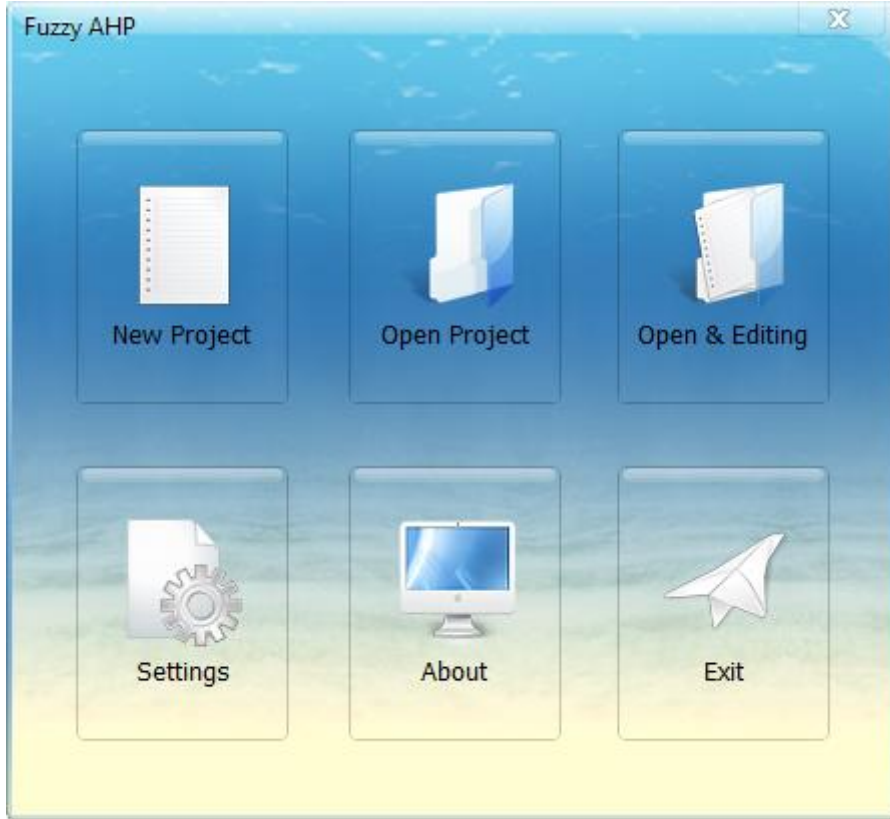 Fuzzy AHP
New Project
Open Project
Open & Editing
Settings
About
Exit